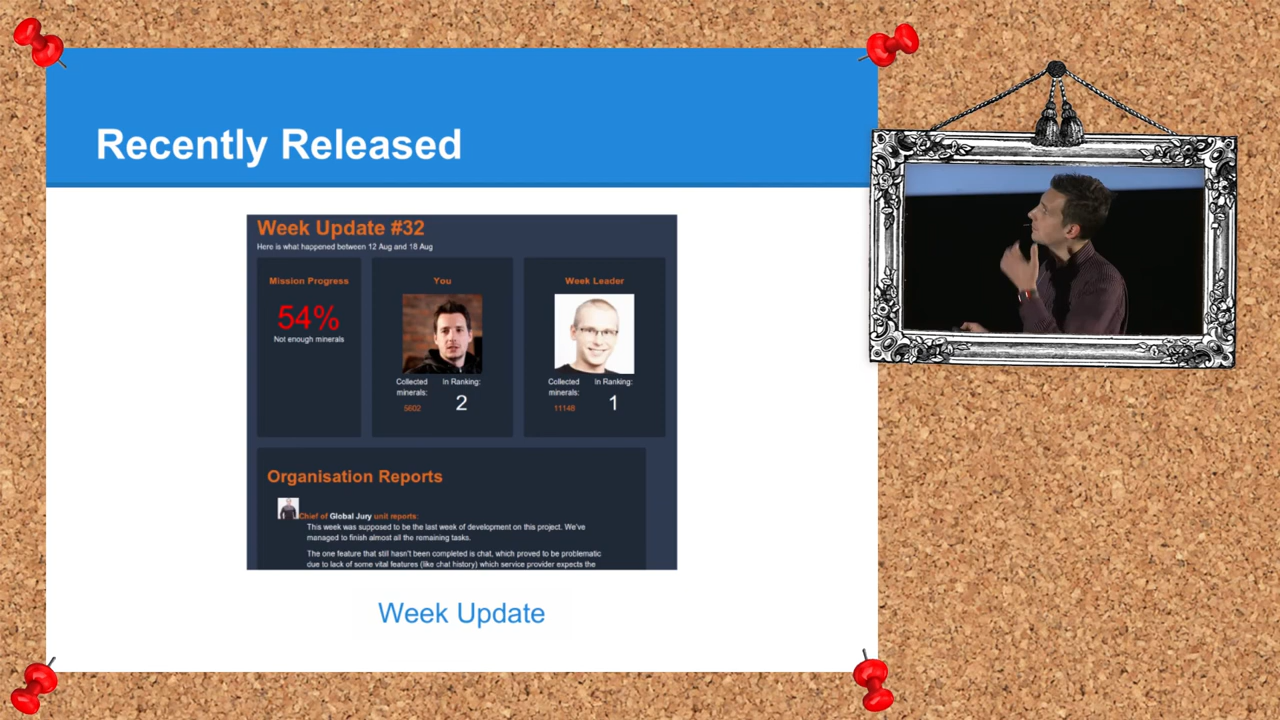 Recently Released
Week Update #32
Here is what happened between 12 Aug and 18 Aug
Mission Progress
54%
Not enough minerals
You
Collected
minerals:
5602
In Ranking:
2
Week Leader
Collected
minerals:
11148
In Ranking:
1
Organisation Reports
Chief of Global Jury unit reports:
This week was supposed to be the last week of development on this project. We've
managed to finish almost all the remaining tasks.
The one feature that still hasn't been completed is chat, which proved to be problematic
due to lack of some vital features (like chat history) which service provider expects the
Week Update